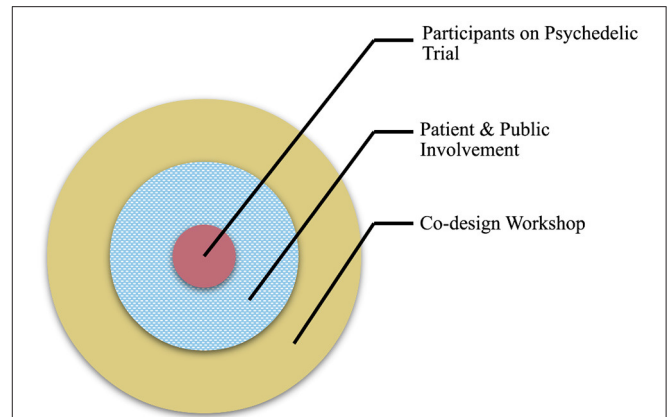 Participants on Psychedelic
Trial
Patient & Public
Involvement
Co-design Workshop